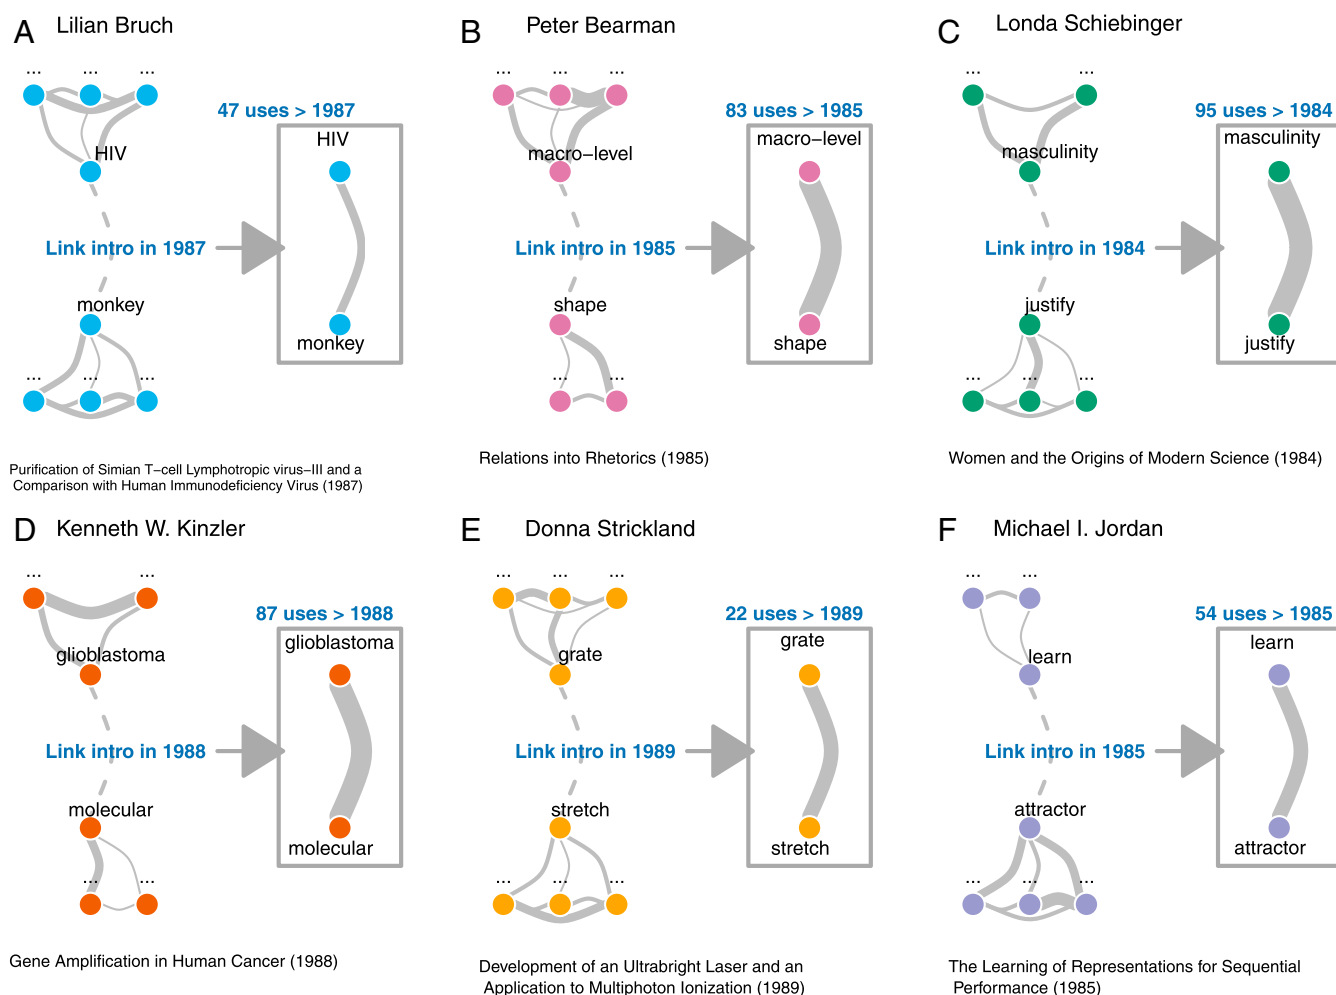 A Lilian Bruch
... ... ...
47 uses > 1987
HIV
HIV
Link intro in 1987
monkey
monkey
... ... ...
Purification of Simian T−cell Lymphotropic virus−III and a
Comparison with Human Immunodeficiency Virus (1987)
B Peter Bearman
... ... ...
83 uses > 1985
macro−level
macro−level
Link intro in 1985
shape
shape
... ...
Relations into Rhetorics (1985)
C Londa Schiebinger
... ...
95 uses > 1984
masculinity
masculinity
Link intro in 1984
justify
justify
... ... ...
Women and the Origins of Modern Science (1984)
D Kenneth W. Kinzler
... ...
87 uses > 1988
glioblastoma
glioblastoma
Link intro in 1988
molecular
molecular
... ...
Gene Amplification in Human Cancer (1988)
E Donna Strickland
... ... ...
22 uses > 1989
grate
grate
Link intro in 1989
stretch
stretch
... ... ...
Development of an Ultrabright Laser and an
Application to Multiphoton Ionization (1989)
F Michael I. Jordan
... ...
54 uses > 1985
learn
learn
Link intro in 1985
attractor
attractor
... ... ...
The Learning of Representations for Sequential
Performance (1985)